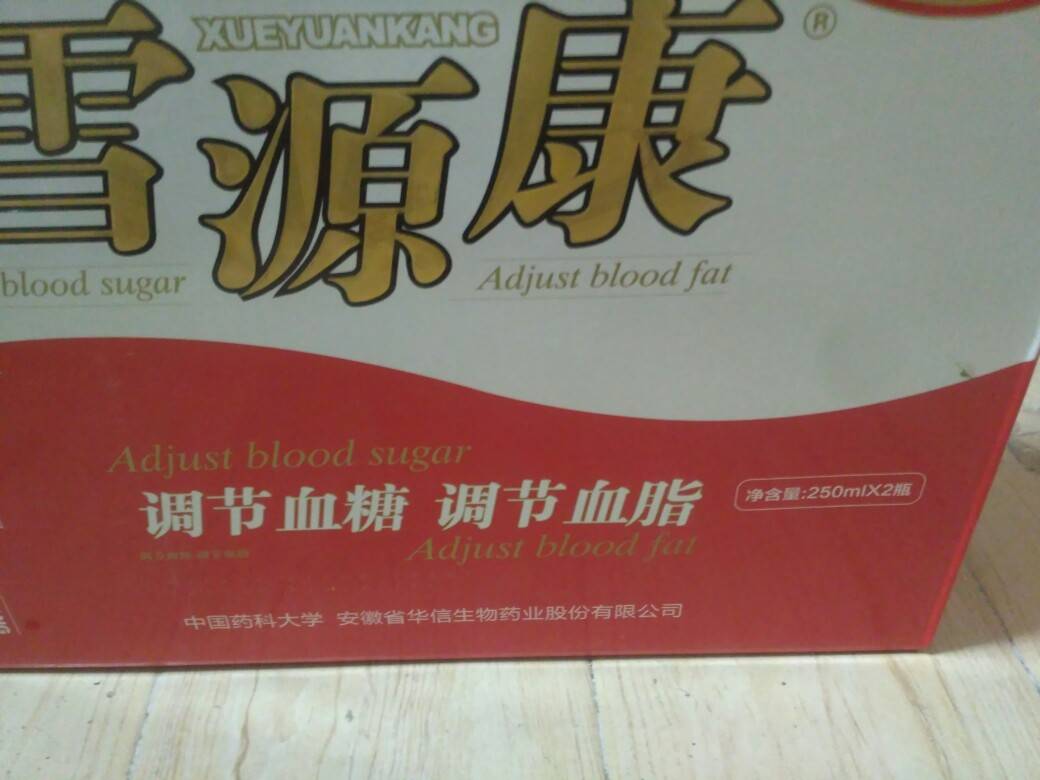 XUEYUANKANG ®
雪源康
blood sugar
Adjust blood fat
Adjust blood sugar
调节血糖 调节血脂
净含量:250mlX2瓶
Adjust blood fat
中国药科大学 安徽省华信生物药业股份有限公司